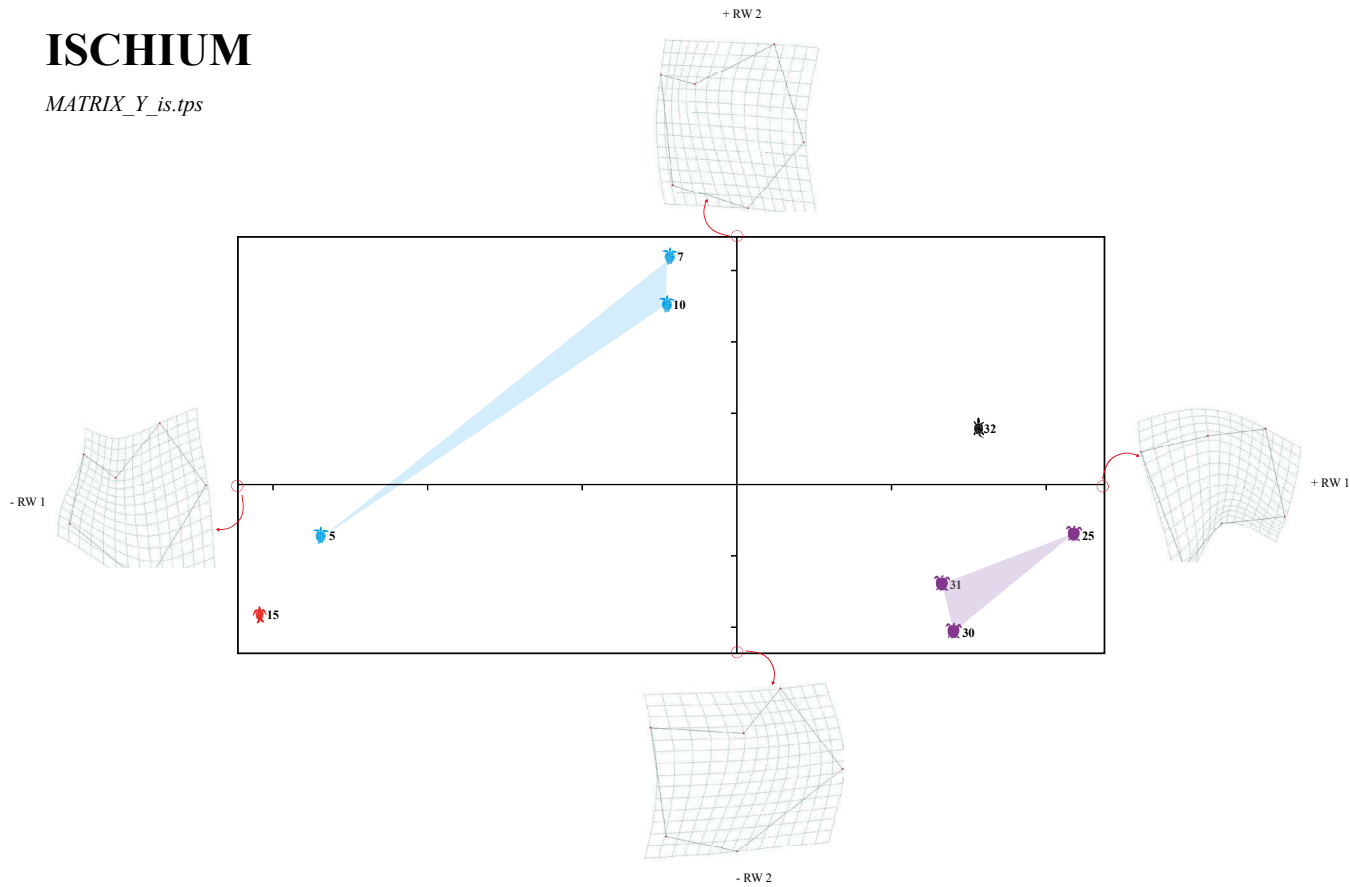 + RW 2
ISCHIUM
MATRIX_Y_is.tps
7
10
32
- RW 1
+ RW 1
5
25
31
15
30
- RW 2